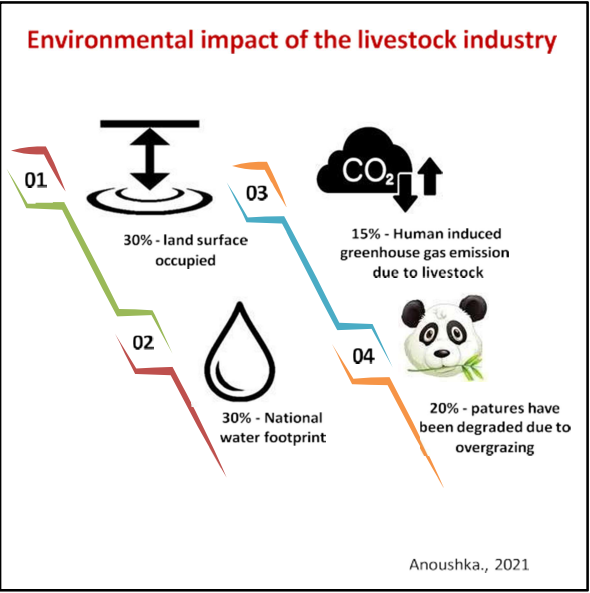 Environmental impact of the livestock industry
01
30% - land surface
occupied
02
30% - National
water footprint
03
CO2
15% - Human induced
greenhouse gas emission
due to livestock
04
20% - patures have
been degraded due to
overgrazing
Anoushka., 2021